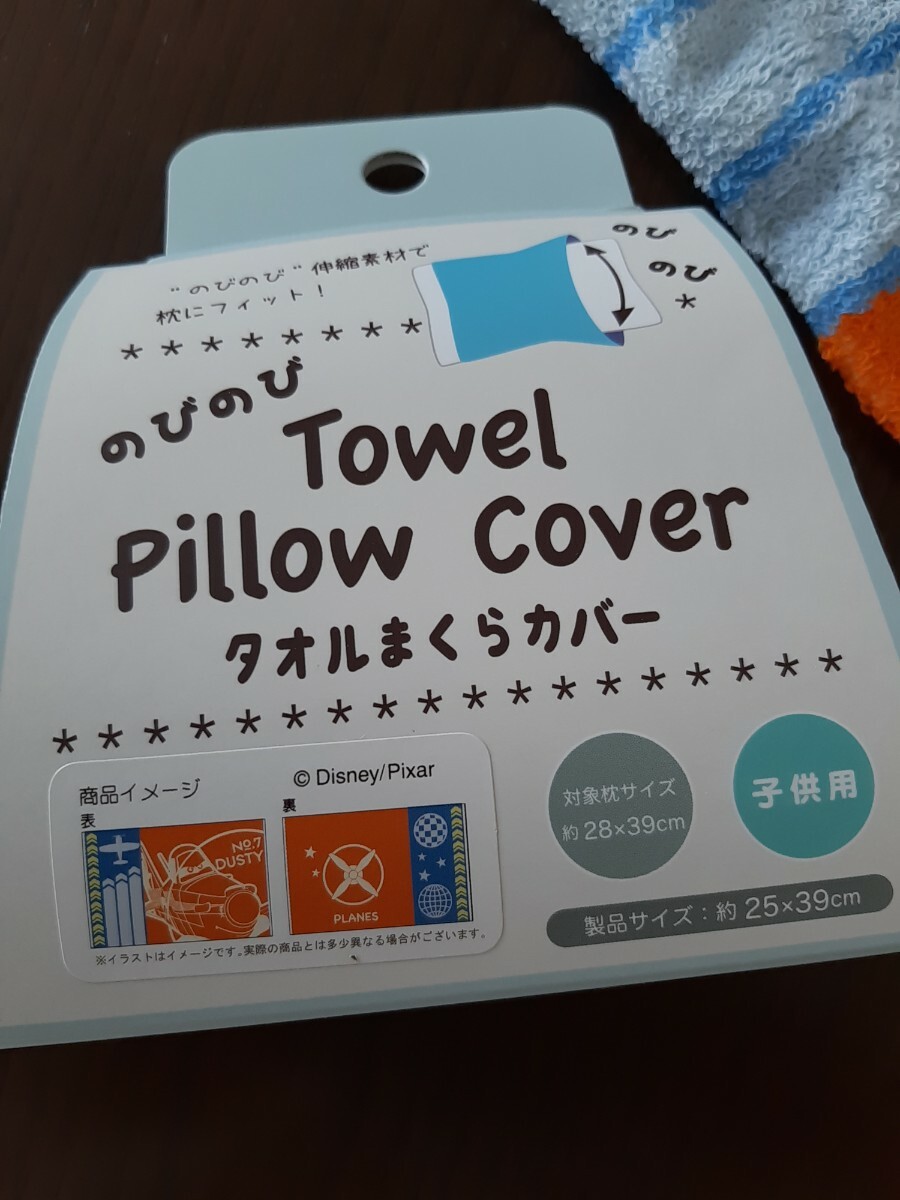 "のびのび"伸縮素材で
枕にフィット!
のび
のび
*
* * * * * * * *
のびのび
Towel
Pillow Cover
タオルまくらカバー
* * * * * * * * * * * * * * * * * *
商品イメージ
© Disney/Pixar
表
裏
NO.7
DUSTY
PLANES
※イラストはイメージです。実際の商品とは多少異なる場合がございます。
対象枕サイズ
約28×39cm
子供用
製品サイズ:約25×39cm